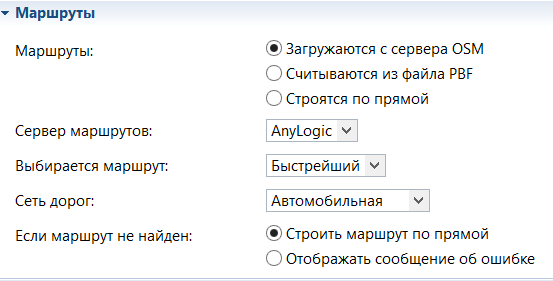 Маршруты
Маршруты: Загружаются с сервера OSM
Считываются из файла PBF
Строятся по прямой
Сервер маршрутов: AnyLogic
Выбирается маршрут: Быстрейший
Сеть дорог: Автомобильная
Если маршрут не найден: Строить маршрут по прямой
Отображать сообщение об ошибке